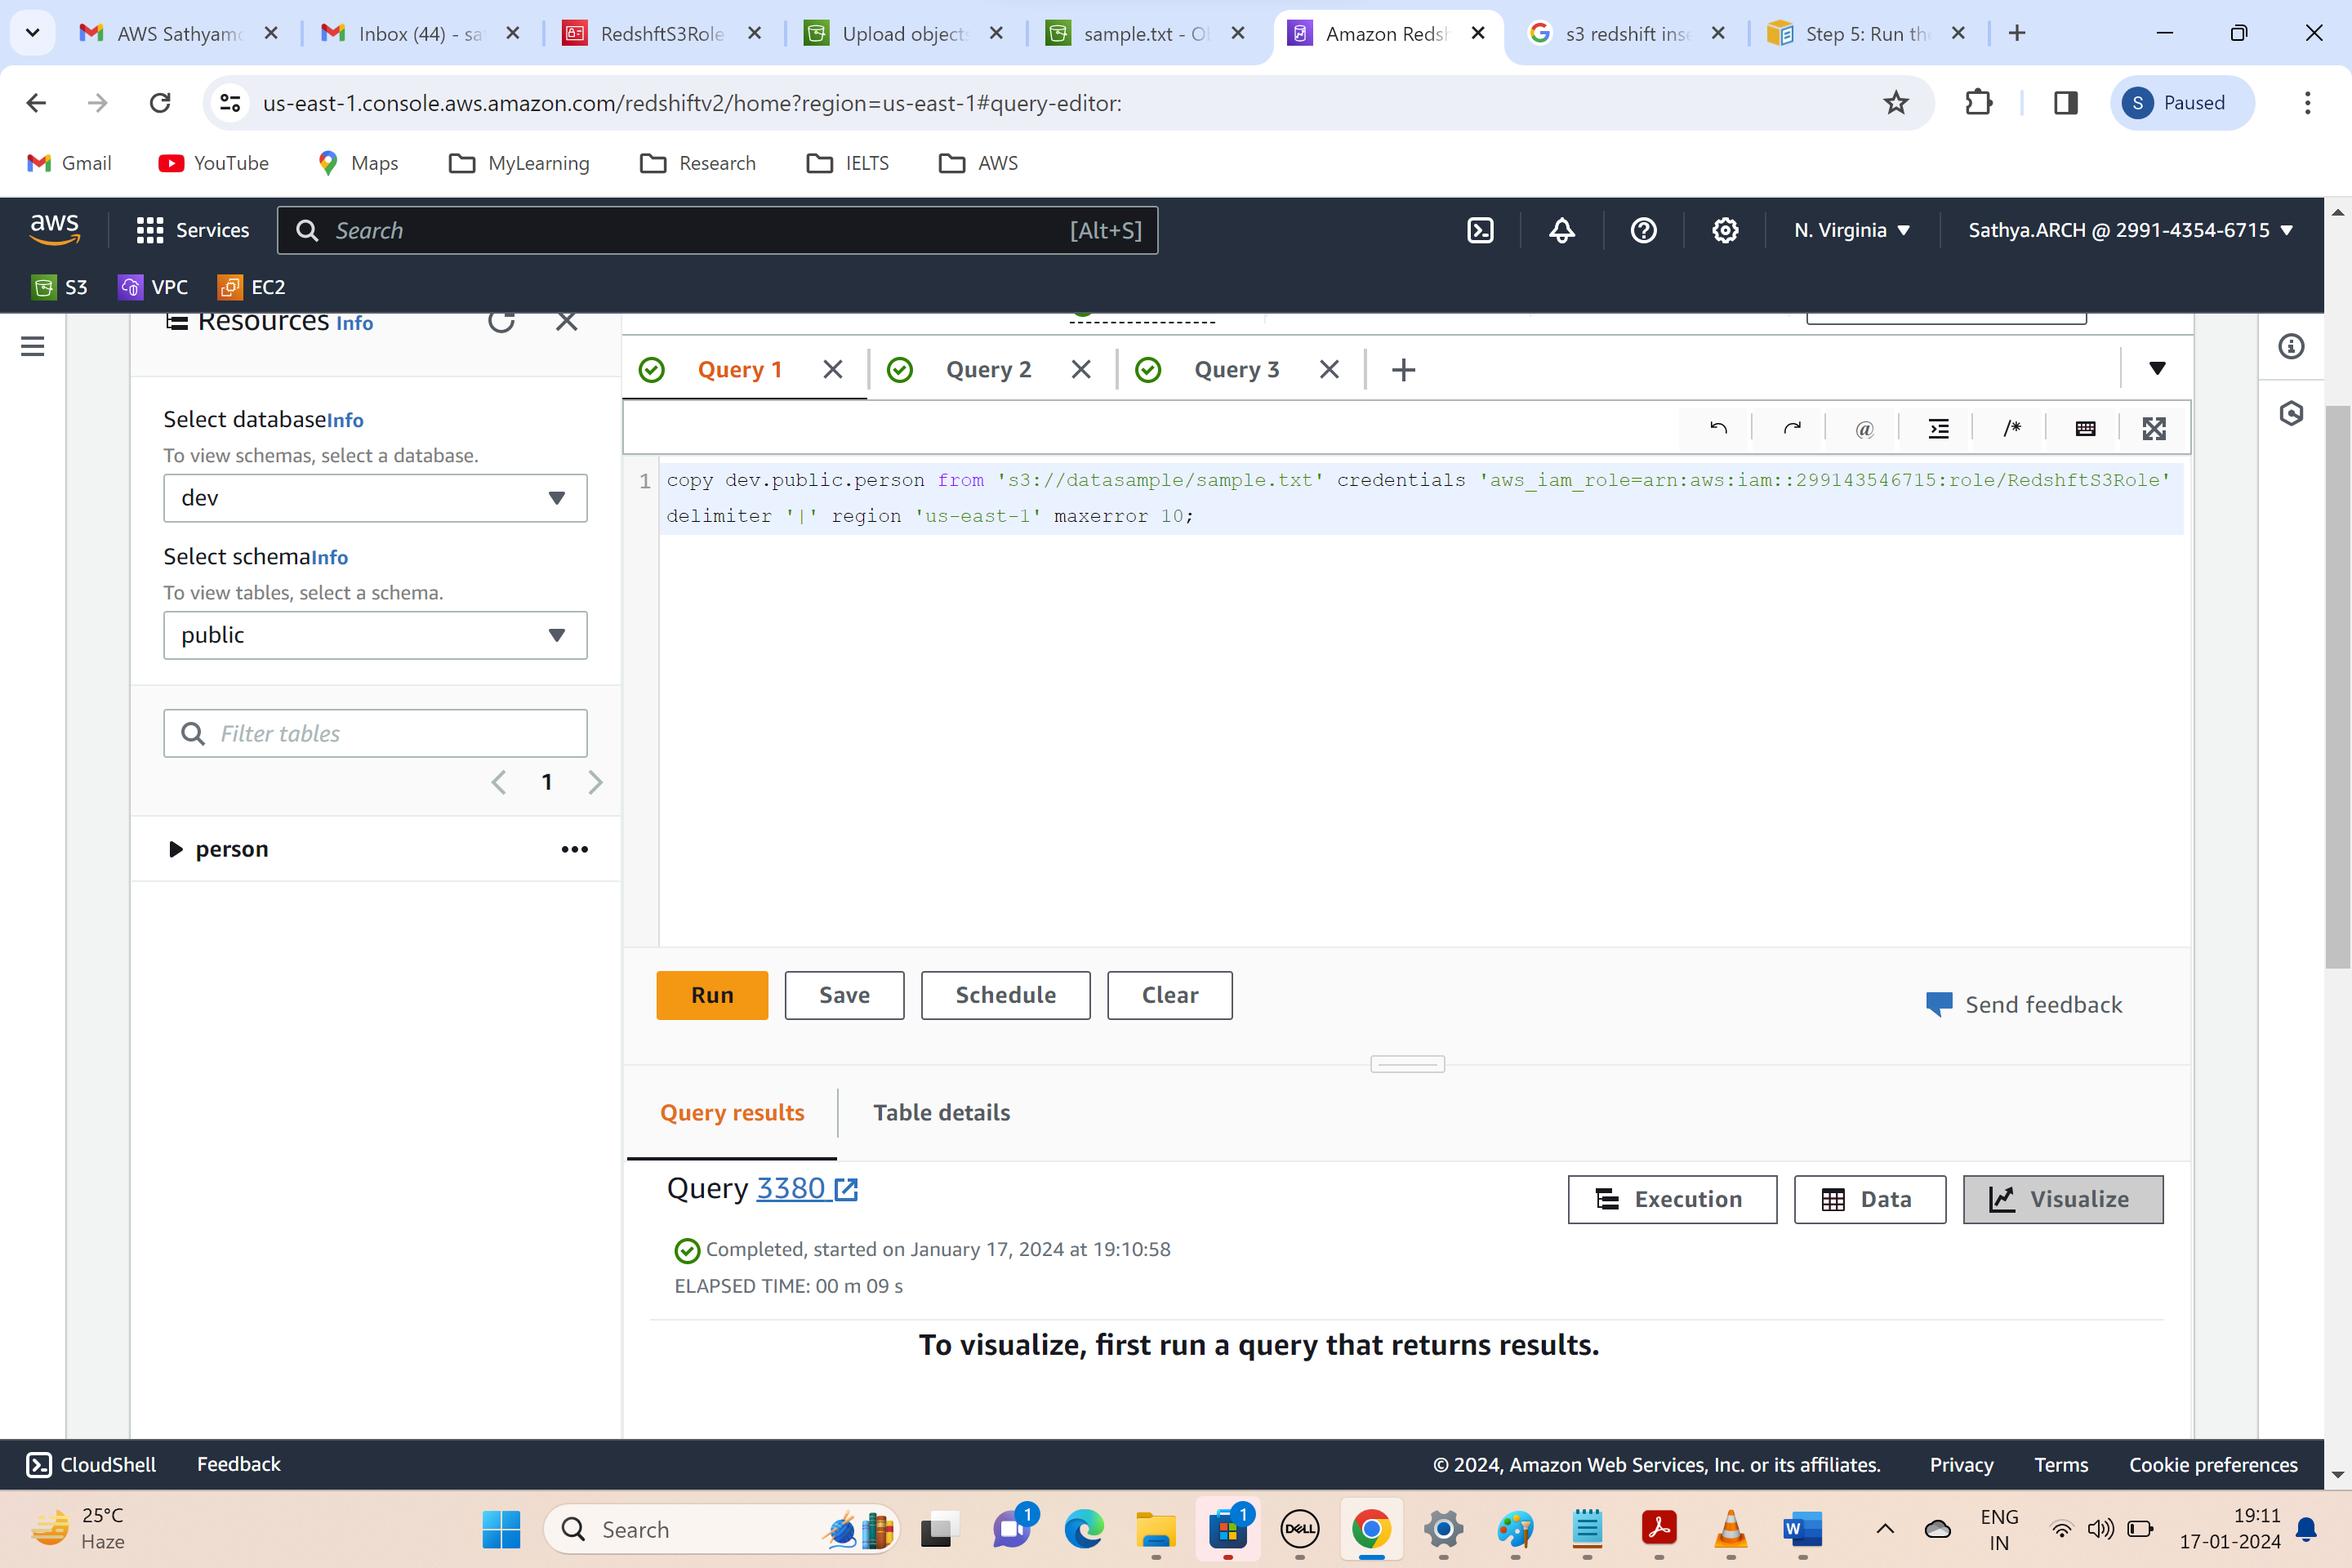 AWS Sathyamo
Inbox (44) - sa
RedshftS3Role
Upload objects
sample.txt - O
Amazon Redsh
s3 redshift inse
Step 5: Run the
us-east-1.console.aws.amazon.com/redshiftv2/home?region=us-east-1#query-editor:
S Paused
Gmail YouTube Maps MyLearning Research IELTS AWS
aws Services Search [Alt+S] N. Virginia Sathya.ARCH @ 2991-4354-6715
S3 VPC EC2
Resources Info
Query 1 Query 2 Query 3
Select databaseInfo
To view schemas, select a database.
dev
Select schemaInfo
To view tables, select a schema.
public
Filter tables
1
person
@ /*
1 copy dev.public.person from 's3://datasample/sample.txt' credentials 'aws_iam_role=arn:aws:iam::299143546715:role/RedshftS3Role'
delimiter '|' region 'us-east-1' maxerror 10;
Run Save Schedule Clear
Send feedback
Query results Table details
Query 3380
Execution Data Visualize
Completed, started on January 17, 2024 at 19:10:58
ELAPSED TIME: 00 m 09 s
To visualize, first run a query that returns results.
CloudShell Feedback © 2024, Amazon Web Services, Inc. or its affiliates. Privacy Terms Cookie preferences
25°C
Haze
Search
1
1
DELL
W
ENG
IN
19:11
17-01-2024